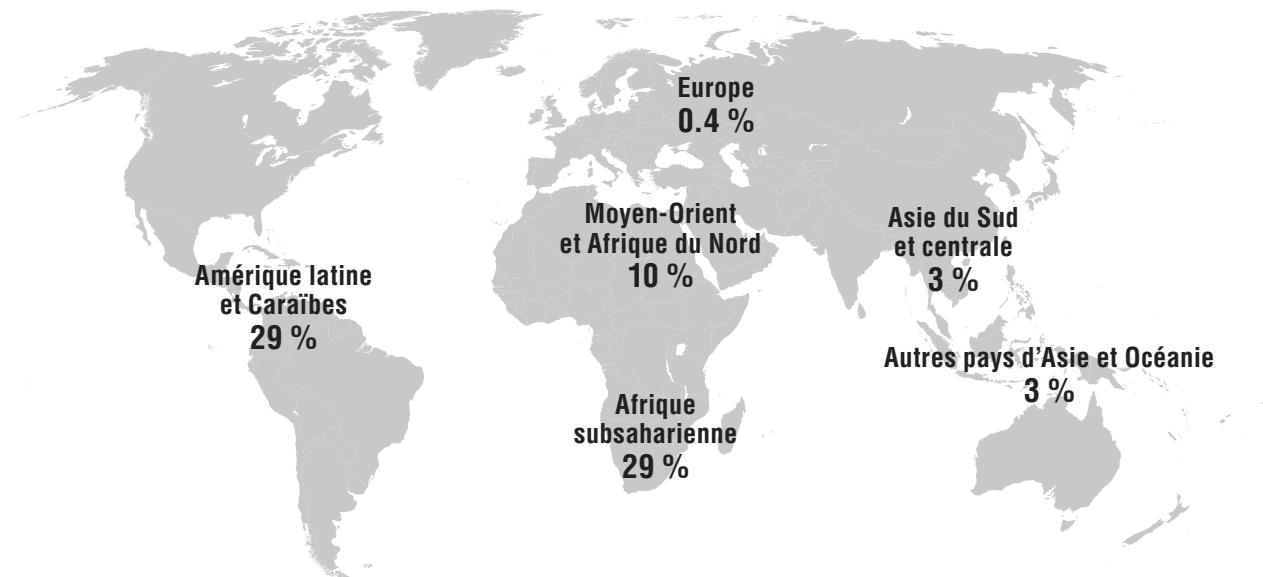 Europe
0.4 %
Moyen-Orient
et Afrique du Nord
10 %
Asie du Sud
et centrale
3 %
Amérique latine
et Caraïbes
29 %
Autres pays d’Asie et Océanie
3 %
Afrique
subsaharienne
29 %